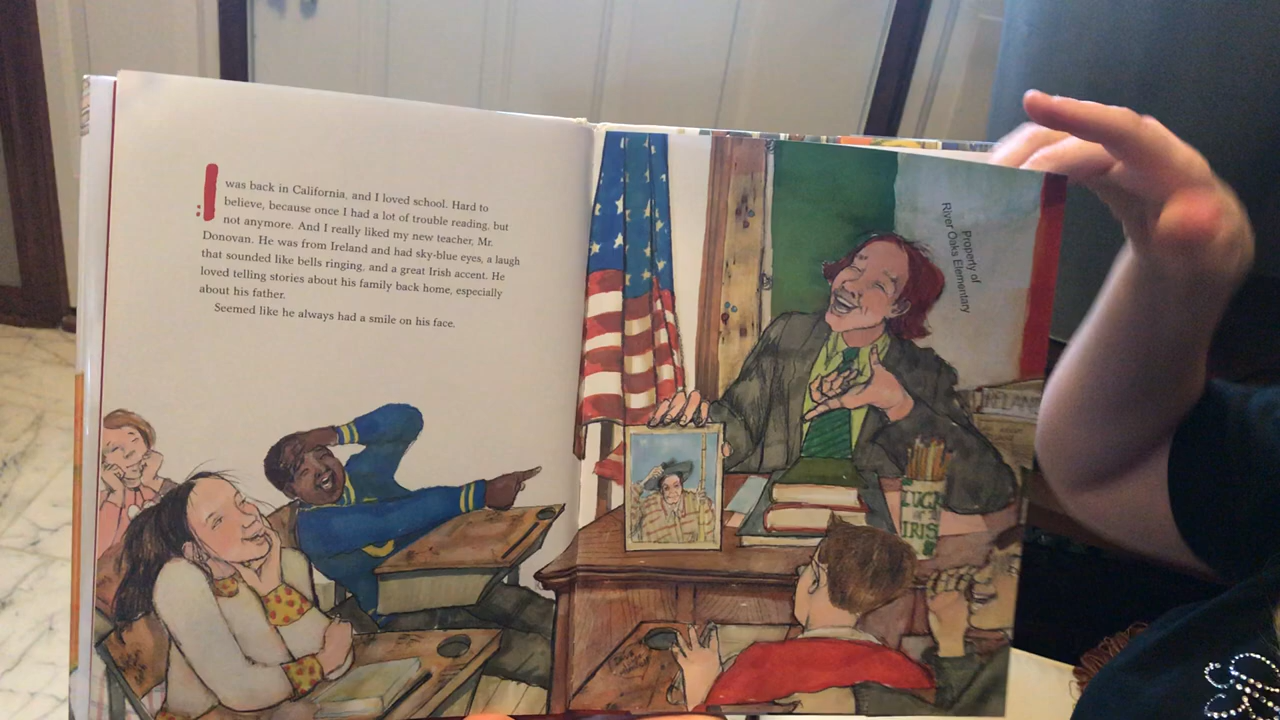 I was back in California, and I loved school. Hard to
believe, because once I had a lot of trouble reading, but
not anymore. And I really liked my new teacher, Mr.
Donovan. He was from Ireland and had sky-blue eyes, a laugh
that sounded like bells ringing, and a great Irish accent. He
loved telling stories about his family back home, especially
about his father.
Seemed like he always had a smile on his face.
Property of
River Oaks Elementary
LUCK
IRIS